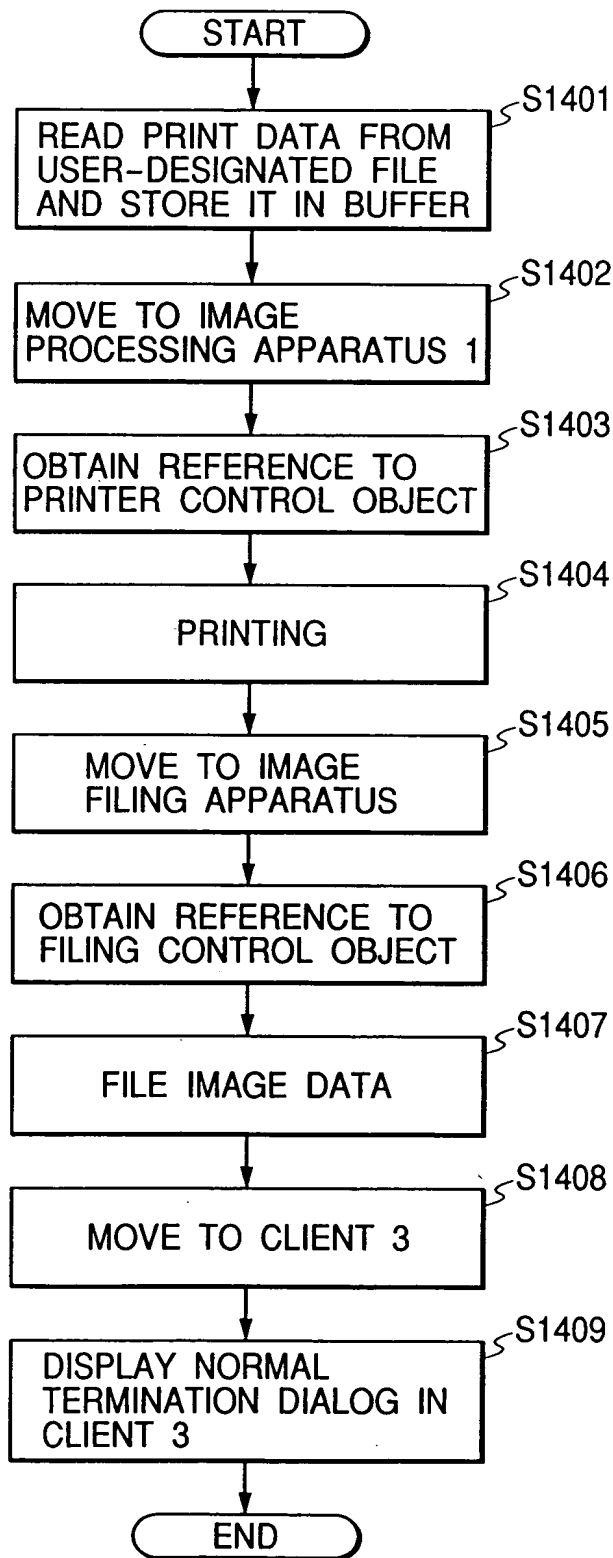 START
S1401
READ PRINT DATA FROM
USER-DESIGNATED FILE
AND STORE IT IN BUFFER
S1402
MOVE TO IMAGE
PROCESSING APPARATUS 1
S1403
OBTAIN REFERENCE TO
PRINTER CONTROL OBJECT
S1404
PRINTING
S1405
MOVE TO IMAGE
FILING APPARATUS
S1406
OBTAIN REFERENCE TO
FILING CONTROL OBJECT
S1407
FILE IMAGE DATA
S1408
MOVE TO CLIENT 3
S1409
DISPLAY NORMAL
TERMINATION DIALOG IN
CLIENT 3
END